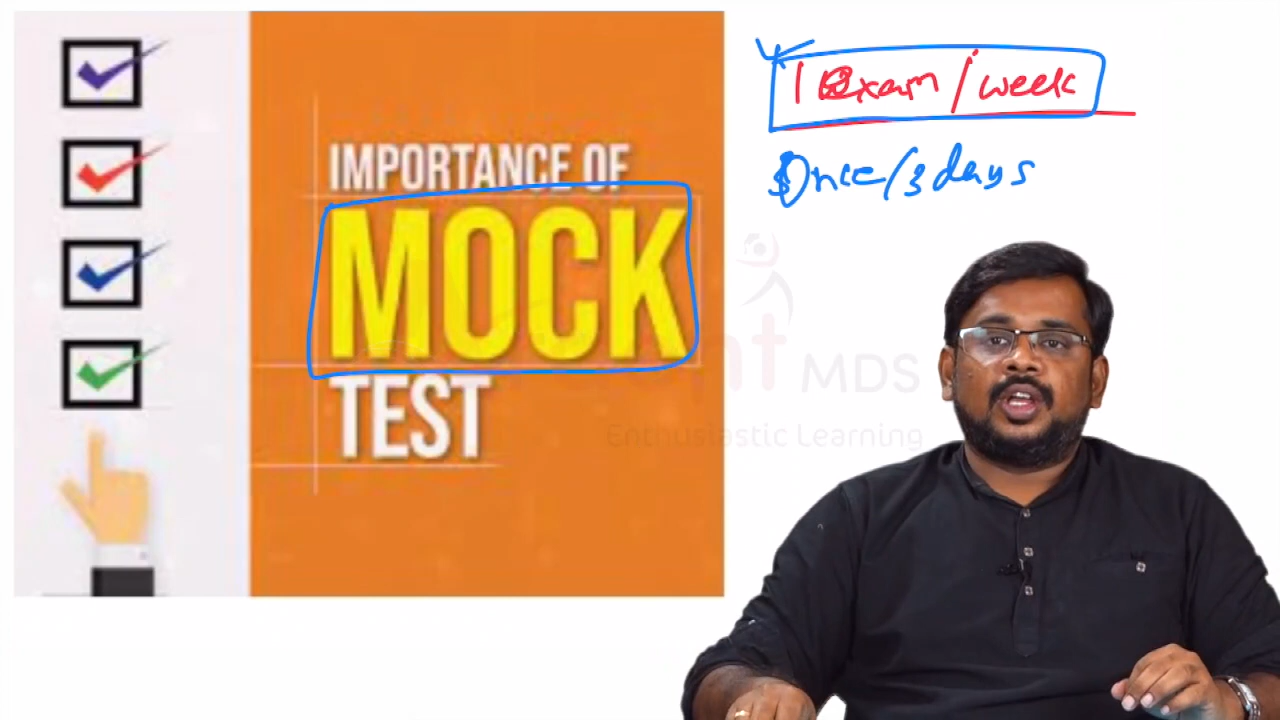 IMPORTANCE OF
MOCK
TEST
1 Exam / week
Once / 3 days
MDS
Enthusiastic Learning